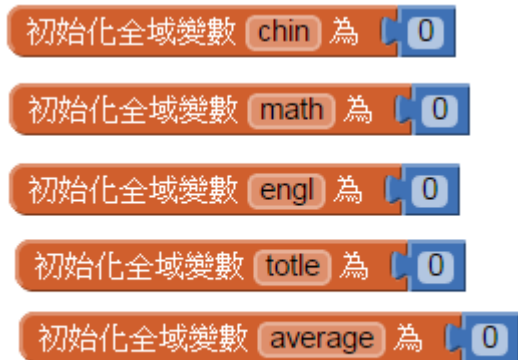 初始化全域變數 chin 為 0
初始化全域變數 math 為 0
初始化全域變數 engl 為 0
初始化全域變數 totle 為 0
初始化全域變數 average 為 0